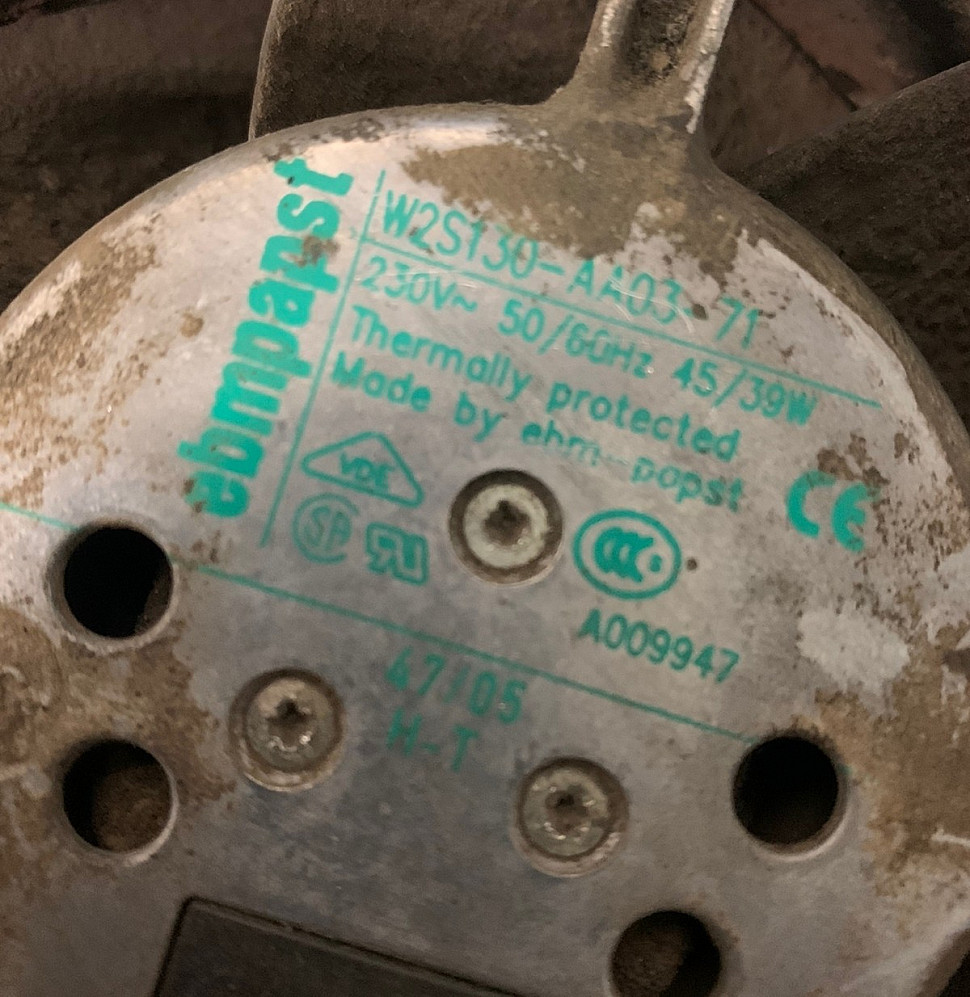 ebmpapst
W2S130-AA03-71
230V~ 50/60Hz 45/39W
Thermally protected
Made by ebm-papst
VDE
CE
A009947
47/05
H-T